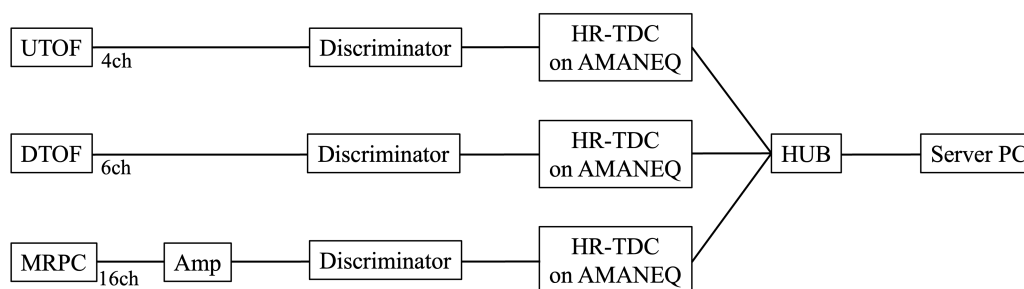 UTOF
4ch
Discriminator
HR-TDC
on AMANEQ
DTOF
6ch
Discriminator
HR-TDC
on AMANEQ
HUB
Server PC
MRPC
16ch
Amp
Discriminator
HR-TDC
on AMANEQ